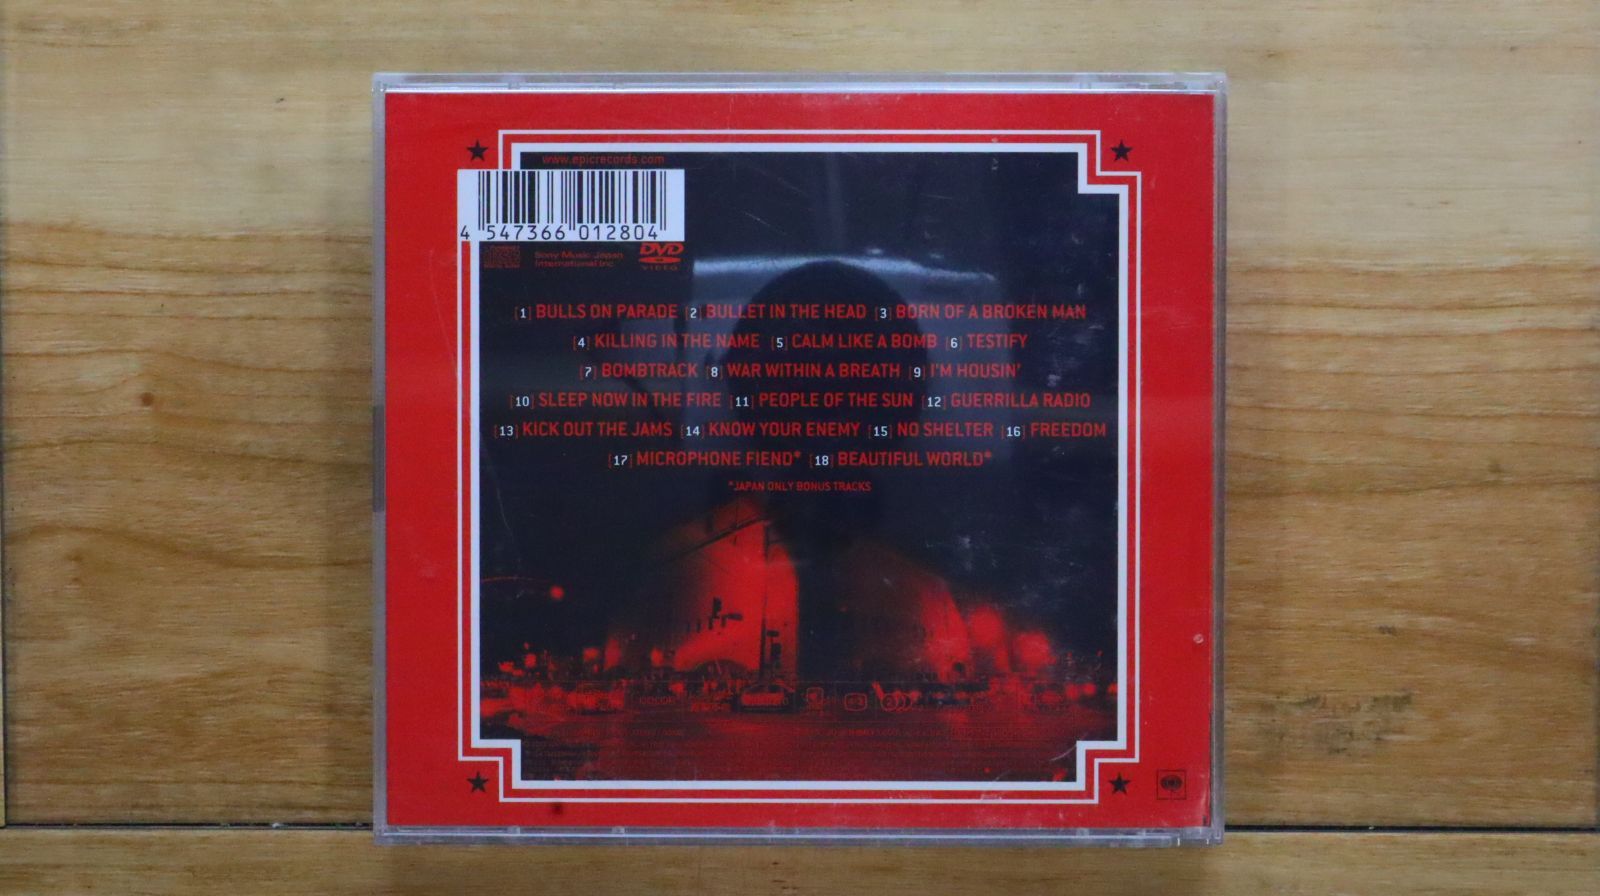 www.epicrecords.com
4 547366 012804
Sony Music Japan
International Inc
DVD
VIDEO
[1] BULLS ON PARADE [2] BULLET IN THE HEAD [3] BORN OF A BROKEN MAN
[4] KILLING IN THE NAME [5] CALM LIKE A BOMB [6] TESTIFY
[7] BOMBTRACK [8] WAR WITHIN A BREATH [9] I'M HOUSIN'
[10] SLEEP NOW IN THE FIRE [11] PEOPLE OF THE SUN [12] GUERRILLA RADIO
[13] KICK OUT THE JAMS [14] KNOW YOUR ENEMY [15] NO SHELTER [16] FREEDOM
[17] MICROPHONE FIEND* [18] BEAUTIFUL WORLD*
*JAPAN ONLY BONUS TRACKS